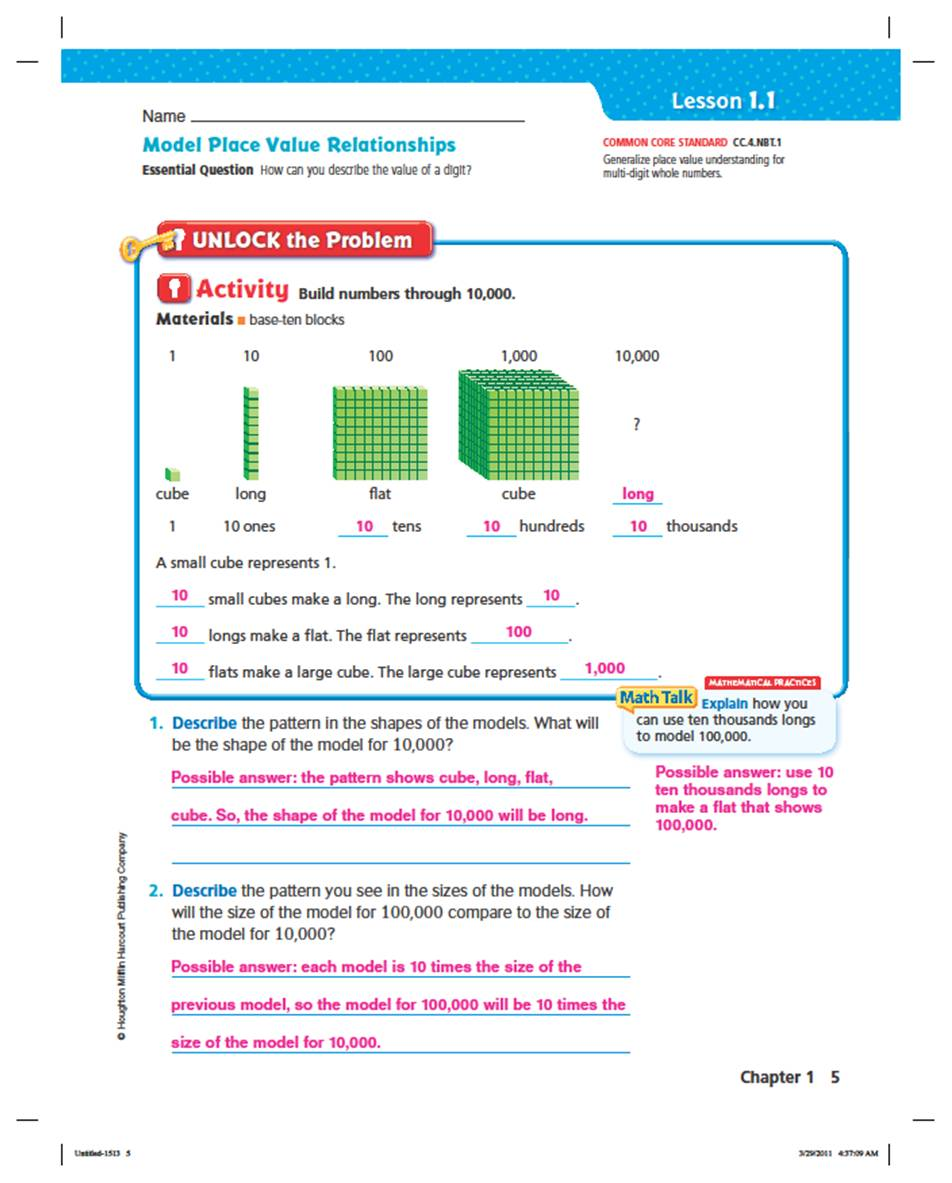 Lesson 1.1
Name
Model Place Value Relationships
Essential Question How can you describe the value of a digit?
COMMON CORE STANDARD CC.4.NBT.1
Generalize place value understanding for
multi-digit whole numbers.
UNLOCK the Problem
Activity Build numbers through 10,000.
Materials ■ base-ten blocks
1 10 100 1,000 10,000
?
cube long flat cube long
1 10 ones 10 tens 10 hundreds 10 thousands
A small cube represents 1.
10 small cubes make a long. The long represents 10.
10 longs make a flat. The flat represents 100.
10 flats make a large cube. The large cube represents 1,000.
MATHEMATICAL PRACTICES
Math Talk Explain how you
can use ten thousands longs
to model 100,000.
Possible answer: use 10
ten thousands longs to
make a flat that shows
100,000.
1. Describe the pattern in the shapes of the models. What will
be the shape of the model for 10,000?
Possible answer: the pattern shows cube, long, flat,
cube. So, the shape of the model for 10,000 will be long.
2. Describe the pattern you see in the sizes of the models. How
will the size of the model for 100,000 compare to the size of
the model for 10,000?
Possible answer: each model is 10 times the size of the
previous model, so the model for 100,000 will be 10 times the
size of the model for 10,000.
© Houghton Mifflin Harcourt Publishing Company
Chapter 1 5
Untitled-1513 5
3/29/2011 4:37:09 AM